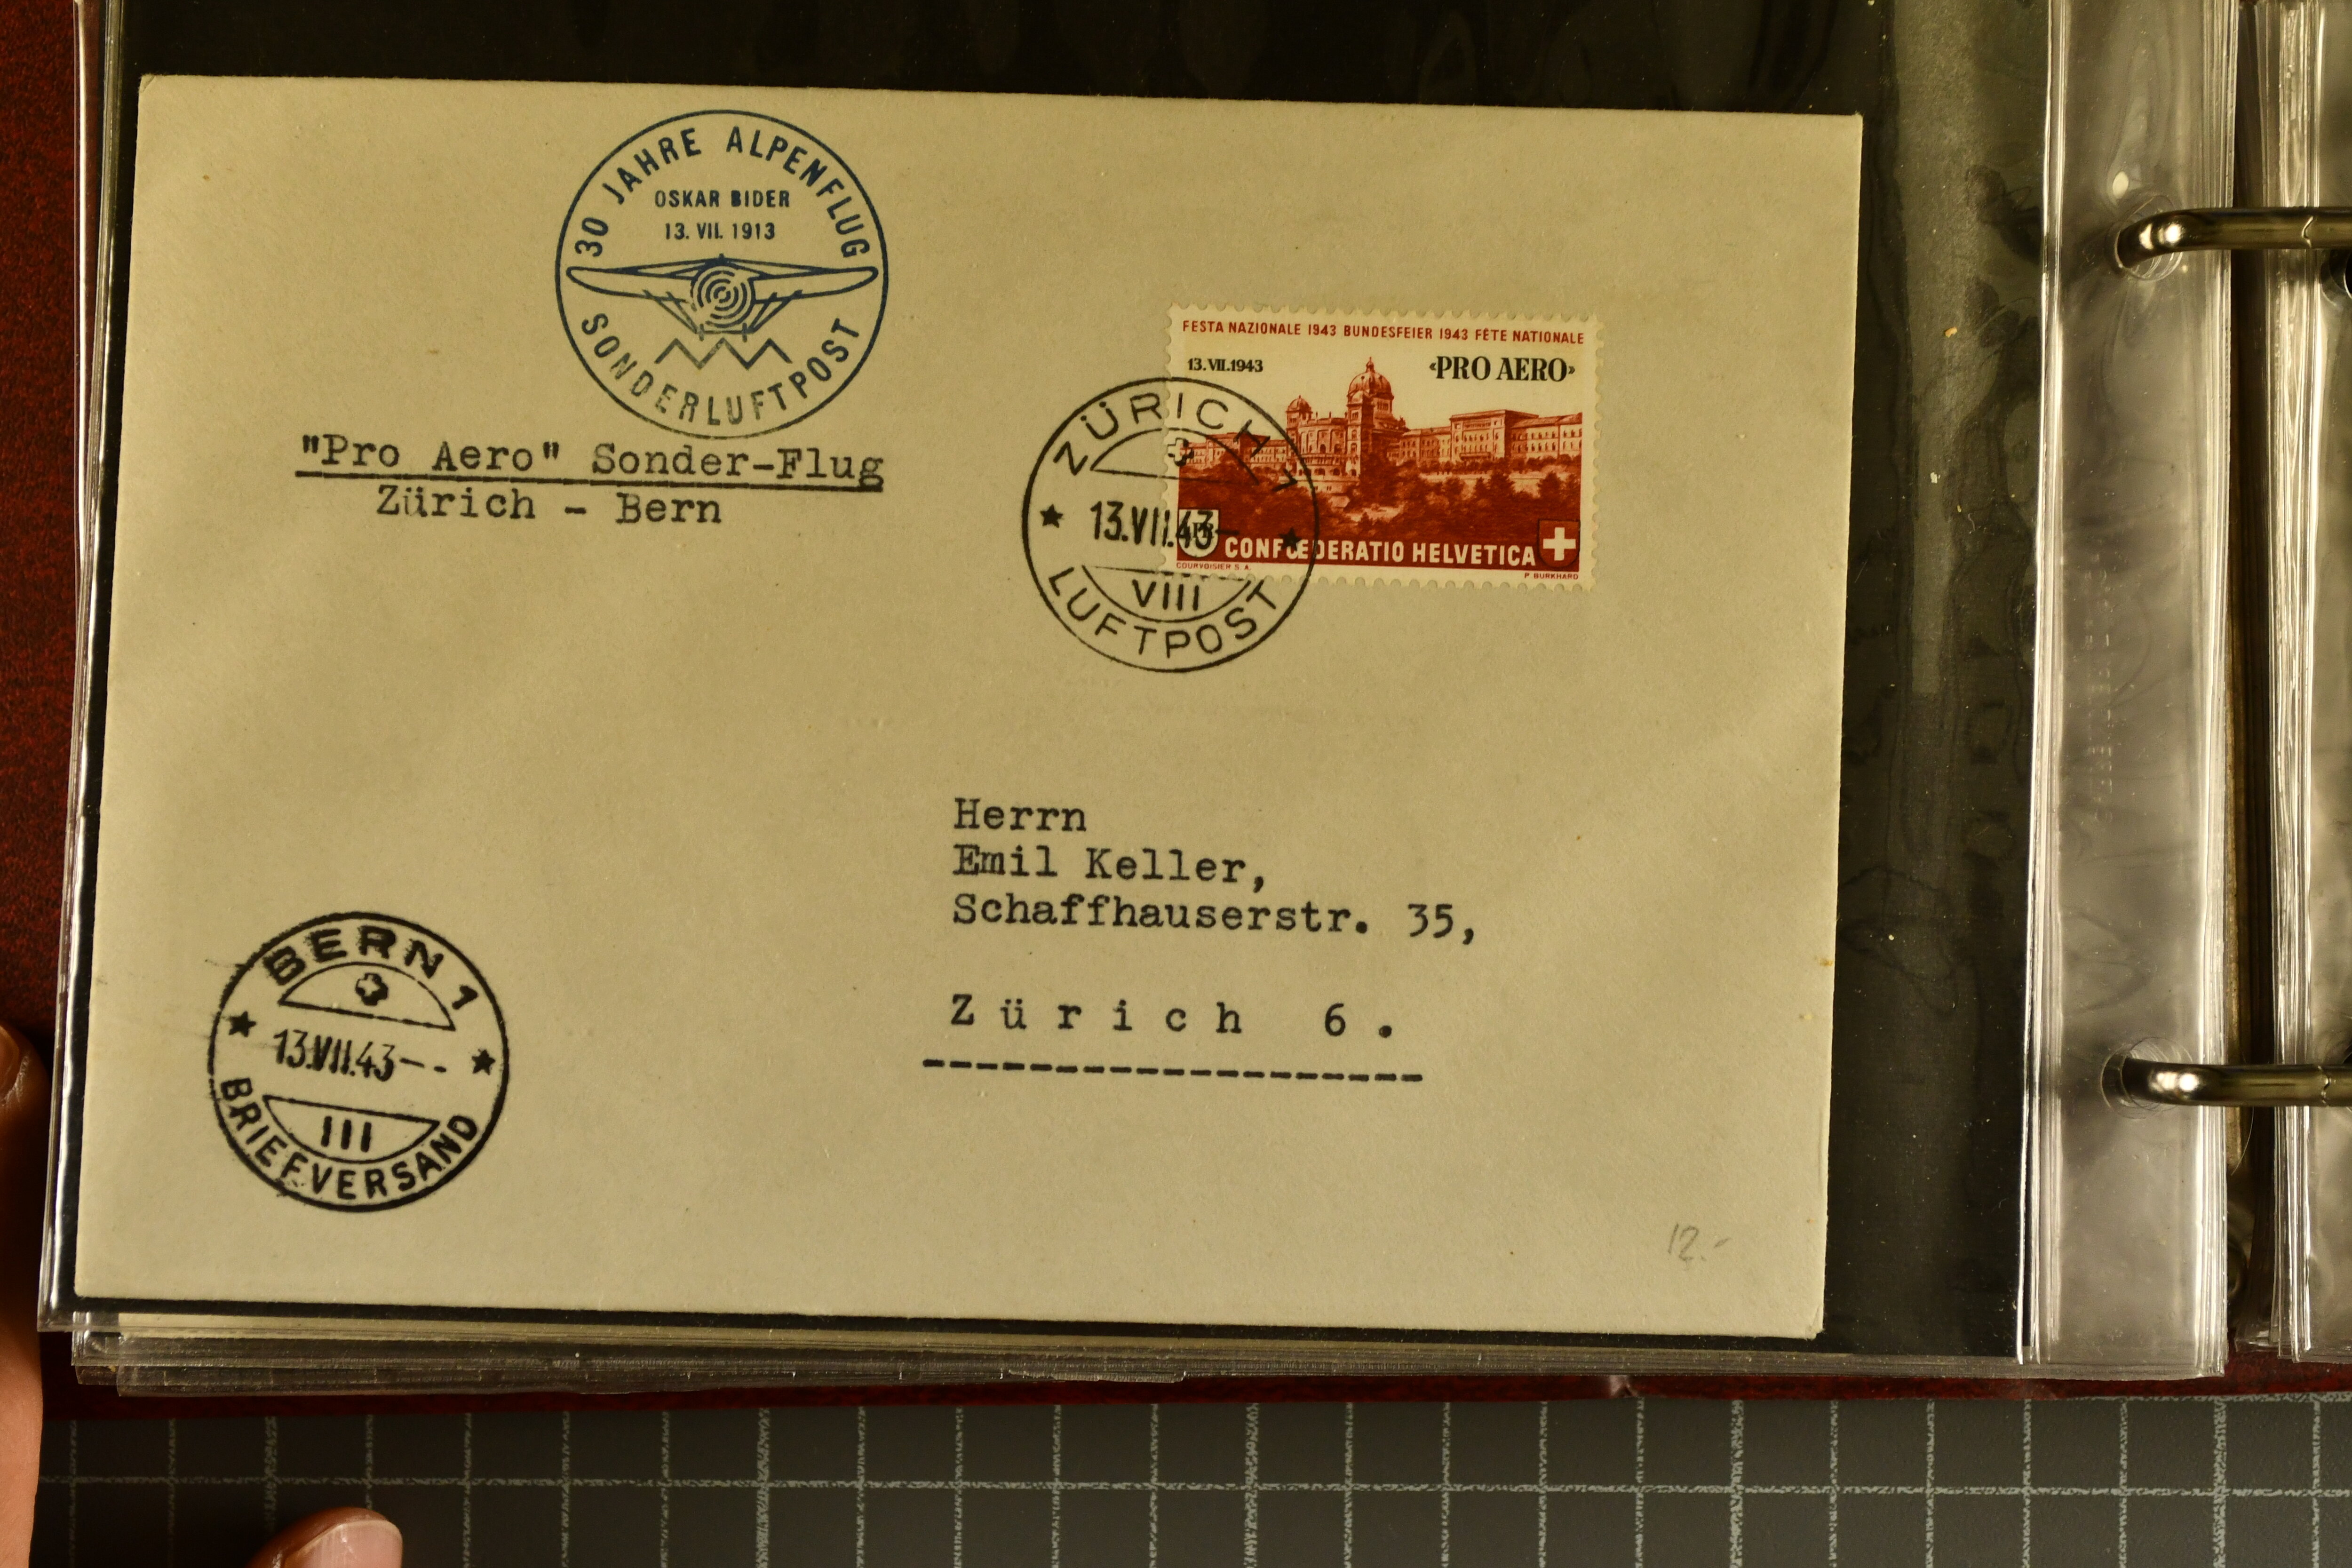 30 JAHRE ALPENFLUG
OSKAR BIDER
13. VII. 1913
SONDERLUFTPOST
"Pro Aero" Sonder-Flug
Zürich - Bern
FESTA NAZIONALE 1943 BUNDESFEIER 1943 FÊTE NATIONALE
13.VII.1943 «PRO AERO»
CONFŒDERATIO HELVETICA
COURVOISIER S.A. P. BURKHARD
ZÜRICH 1
13.VII.43-
VIII
LUFTPOST
Herrn
Emil Keller,
Schaffhauserstr. 35,
Zürich 6.
BERN 1
13.VII.43--
III
BRIEFVERSAND
12.-